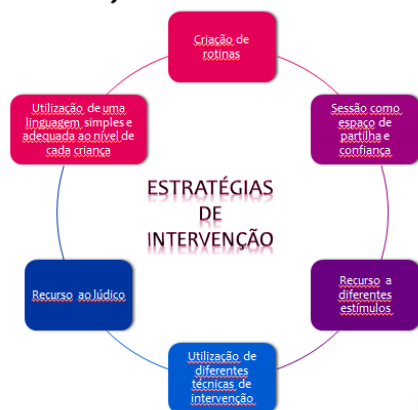 Criação de
rotinas
Sessão como
espaço de
partilha e
confiança
Recurso a
diferentes
estímulos
Utilização de
diferentes
técnicas de
intervenção
Recurso ao lúdico
Utilização de uma
linguagem simples e
adequada ao nível de
cada criança
ESTRATÉGIAS
DE
INTERVENÇÃO